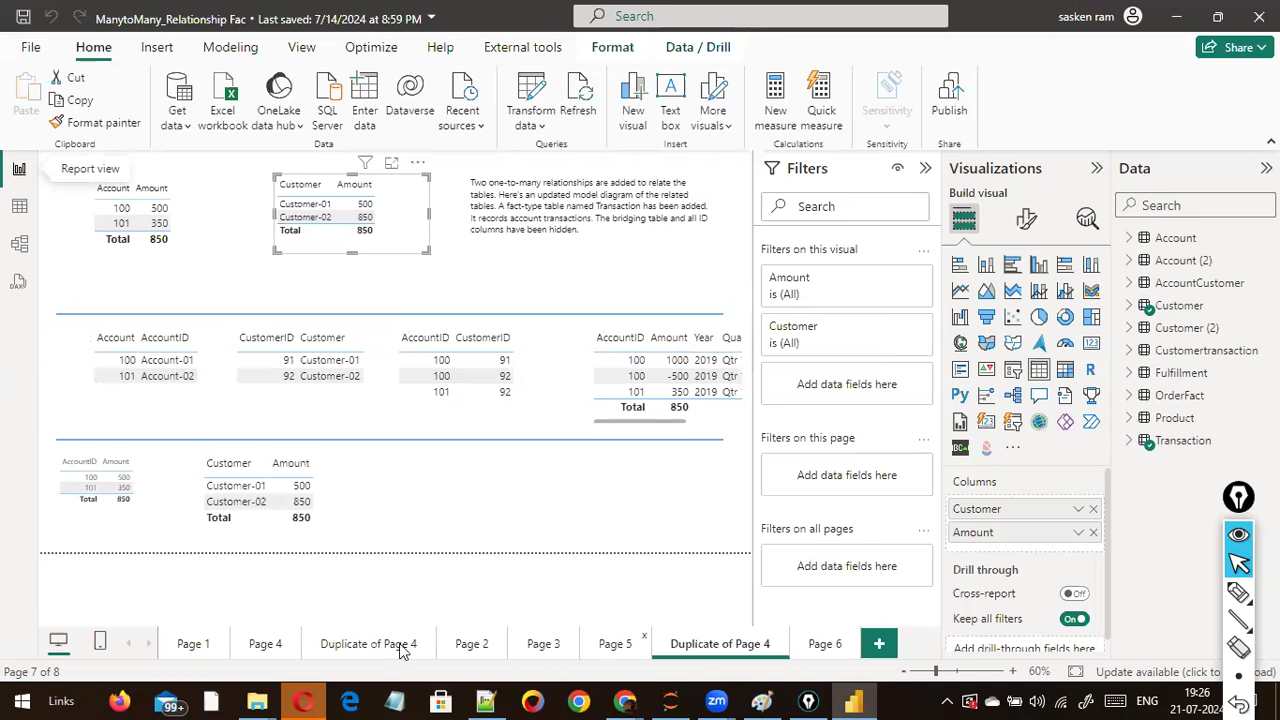 ManytoMany_Relationship Fac • Last saved: 7/14/2024 at 8:59 PM
Search
sasken ram
File
Home
Insert
Modeling
View
Optimize
Help
External tools
Format
Data / Drill
Share
Paste
Cut
Copy
Format painter
Clipboard
Get data
Excel workbook
OneLake data hub
SQL Server
Enter data
Dataverse
Recent sources
Data
Transform data
Refresh
Queries
New visual
Text box
More visuals
Insert
New measure
Quick measure
Calculations
Sensitivity
Sensitivity
Publish
Share
Report view
Account Amount
100 500
101 350
Total 850
Customer Amount
Customer-01 500
Customer-02 850
Total 850
Two one-to-many relationships are added to relate the
tables. Here's an updated model diagram of the related
tables. A fact-type table named Transaction has been added.
It records account transactions. The bridging table and all ID
columns have been hidden.
Account AccountID
100 Account-01
101 Account-02
CustomerID Customer
91 Customer-01
92 Customer-02
AccountID CustomerID
100 91
100 92
101 92
AccountID Amount Year Qua
100 1000 2019 Qtr
100 -500 2019 Qtr
101 350 2019 Qtr
Total 850
AccountID Amount
100 500
101 350
Total 850
Customer Amount
Customer-01 500
Customer-02 850
Total 850
Filters
Search
Filters on this visual
Amount
is (All)
Customer
is (All)
Add data fields here
Filters on this page
Add data fields here
Filters on all pages
Add data fields here
Visualizations
Build visual
Columns
Customer
Amount
Drill through
Cross-report
Off
Keep all filters
On
Add drill-through fields here
Data
Search
Account
Account (2)
AccountCustomer
Customer
Customer (2)
Customertransaction
Fulfillment
OrderFact
Product
Transaction
Page 1
Page 4
Duplicate of Page 4
Page 2
Page 3
Page 5
Duplicate of Page 4
Page 6
Page 7 of 8
60%
Update available (click to
Links
99+
ENG
19:26
21-07-2024